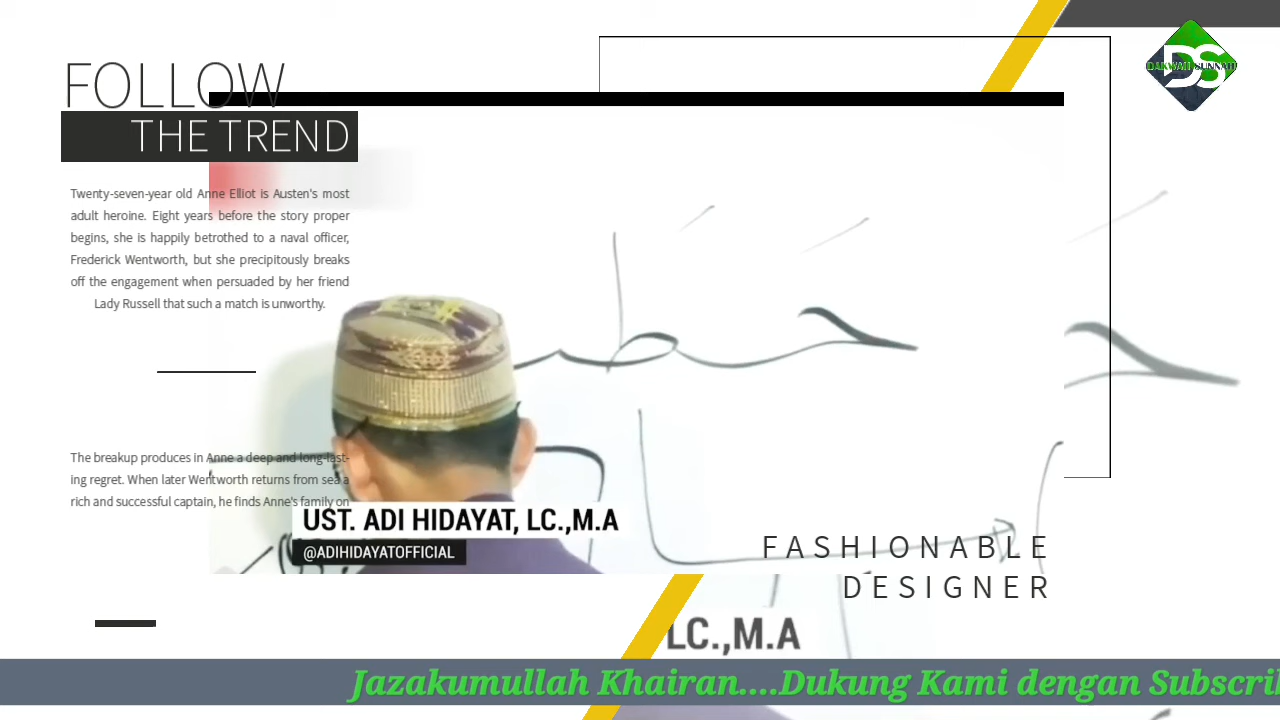 FOLLOW
THE TREND
Twenty-seven-year old Anne Elliot is Austen's most
adult heroine. Eight years before the story proper
begins, she is happily betrothed to a naval officer,
Frederick Wentworth, but she precipitously breaks
off the engagement when persuaded by her friend
Lady Russell that such a match is unworthy.
The breakup produces in Anne a deep and long-last-
ing regret. When later Wentworth returns from sea a
rich and successful captain, he finds Anne's family on
DS
DAKWAH SUNNAH
UST. ADI HIDAYAT, LC.,M.A
@ADIHIDAYATOFFICIAL
FASHIONABLE
DESIGNER
LC.,M.A
Jazakumullah Khairan....Dukung Kami dengan Subscri